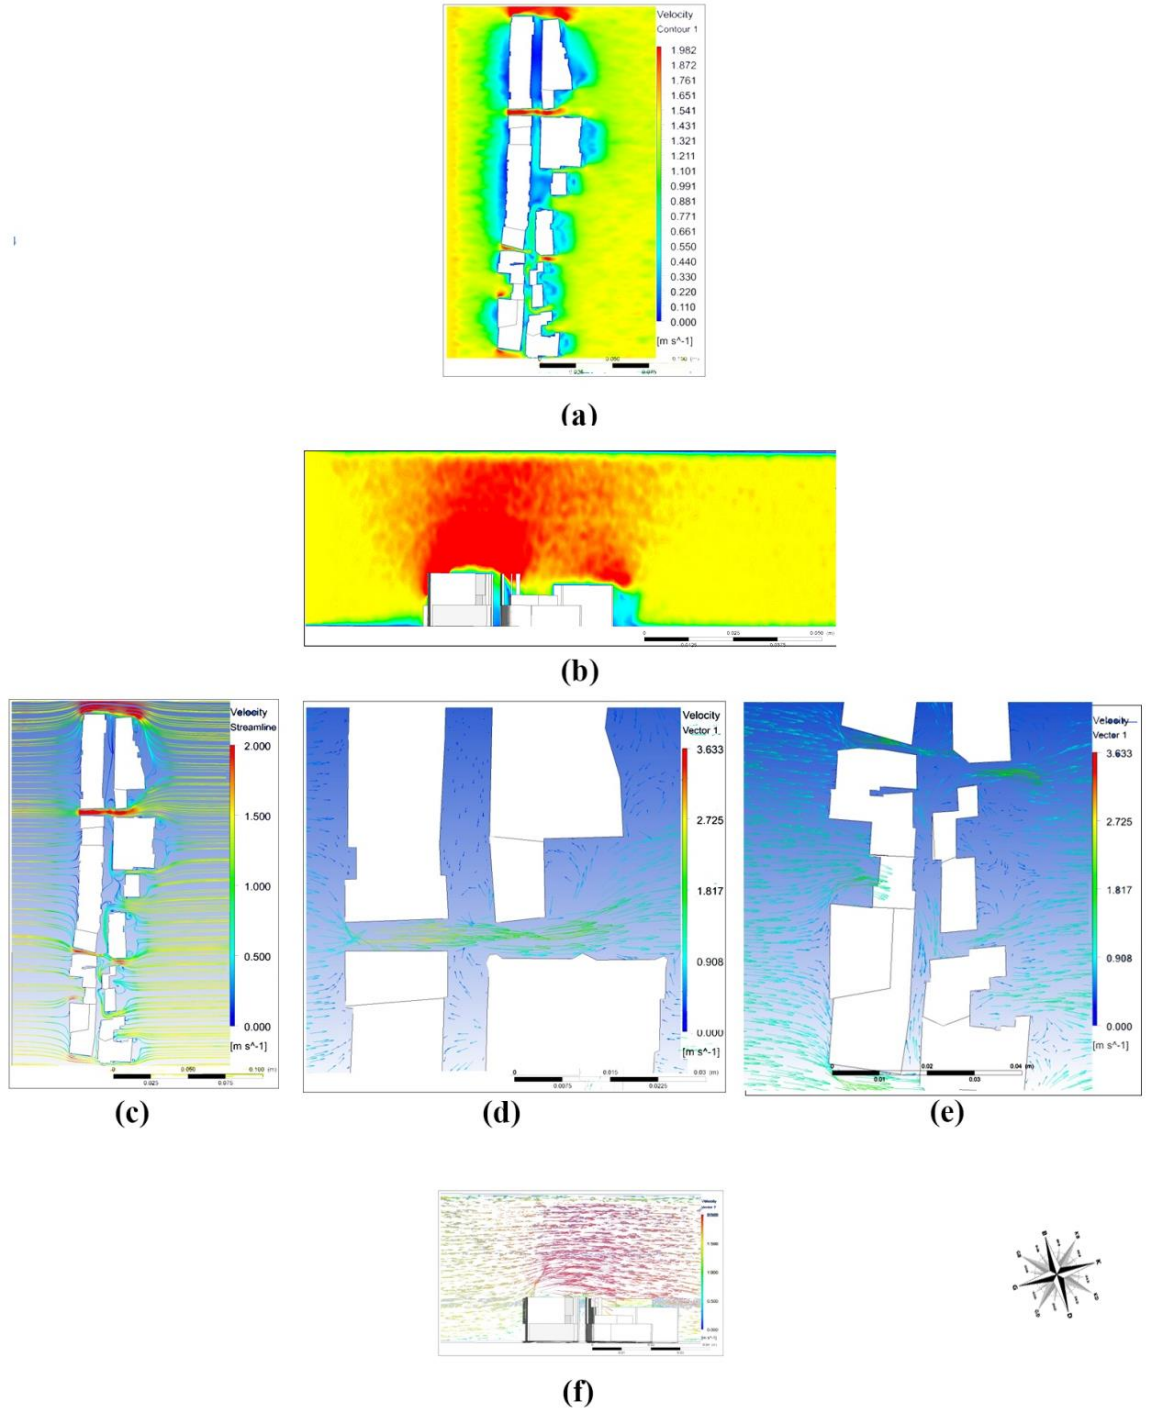 Velocity
Contour 1
1.982
1.872
1.761
1.651
1.541
1.431
1.321
1.211
1.101
0.991
0.881
0.771
0.661
0.550
0.440
0.330
0.220
0.110
0.000
[m s^-1]
(a)
0 0.025 0.050 (m)
(b)
Velocity
Streamline
2.000
1.500
1.000
0.500
0.000
[m s^-1]
0 0.050 0.100 (m)
0.025 0.075
(c)
Velocity
Vector 1
3.633
2.725
1.817
0.908
0.000
[m s^-1]
0 0.015 0.03 (m)
0.0075 0.0225
(d)
Velocity
Vector 1
3.633
2.725
1.817
0.908
0.000
[m s^-1]
0 0.02 0.04 (m)
0.01 0.03
(e)
Velocity
(f)
B
K
G
D